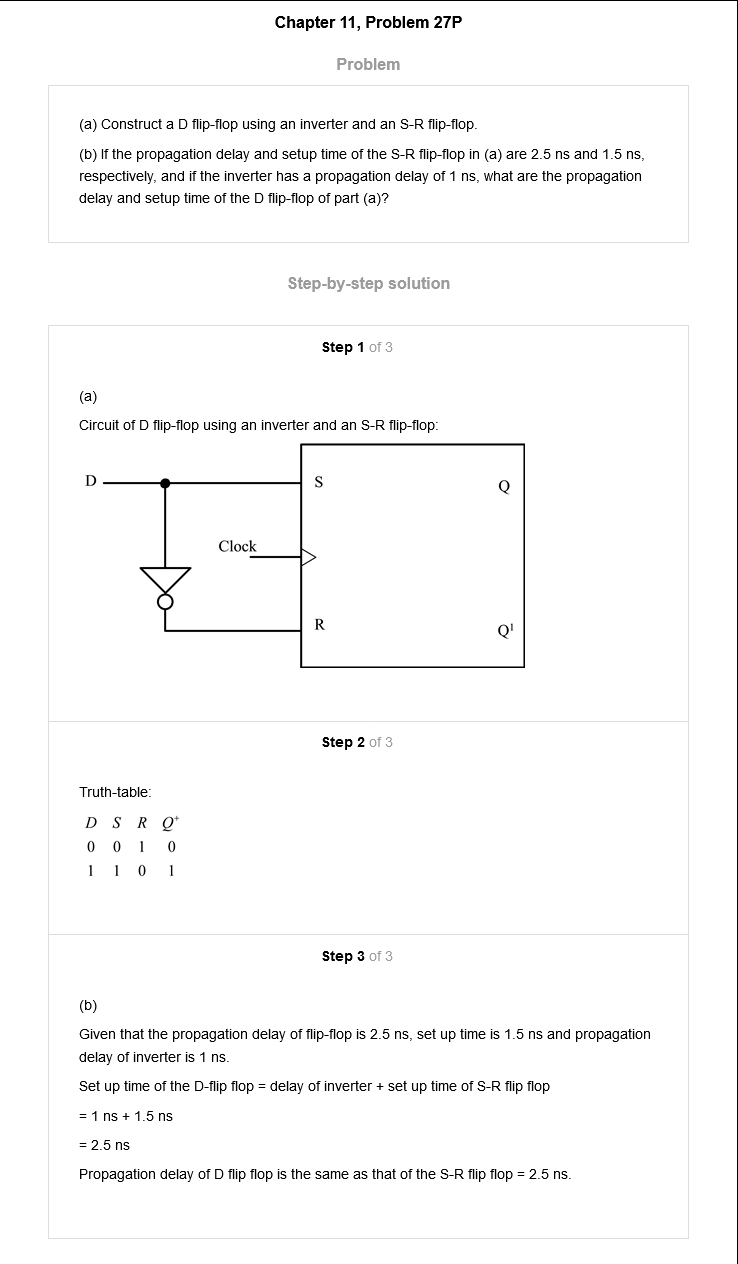 Chapter 11, Problem 27P
Problem
(a) Construct a D flip-flop using an inverter and an S-R flip-flop.
(b) If the propagation delay and setup time of the S-R flip-flop in (a) are 2.5 ns and 1.5 ns,
respectively, and if the inverter has a propagation delay of 1 ns, what are the propagation
delay and setup time of the D flip-flop of part (a)?
Step-by-step solution
Step 1 of 3
(a)
Circuit of D flip-flop using an inverter and an S-R flip-flop:
D
S
Q
Clock
R
Q¹
Step 2 of 3
Truth-table:
D S R Q⁺
0 0 1 0
1 1 0 1
Step 3 of 3
(b)
Given that the propagation delay of flip-flop is 2.5 ns, set up time is 1.5 ns and propagation
delay of inverter is 1 ns.
Set up time of the D-flip flop = delay of inverter + set up time of S-R flip flop
= 1 ns + 1.5 ns
= 2.5 ns
Propagation delay of D flip flop is the same as that of the S-R flip flop = 2.5 ns.